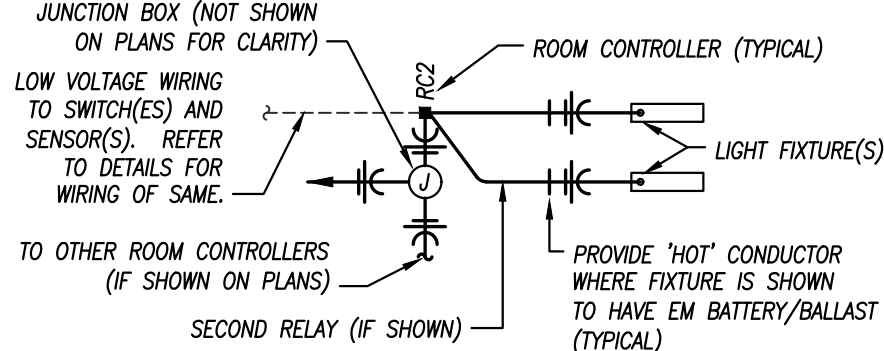 JUNCTION BOX (NOT SHOWN
ON PLANS FOR CLARITY)
ROOM CONTROLLER (TYPICAL)
RC2
LOW VOLTAGE WIRING
TO SWITCH(ES) AND
SENSOR(S). REFER
TO DETAILS FOR
WIRING OF SAME.
LIGHT FIXTURE(S)
J
TO OTHER ROOM CONTROLLERS
(IF SHOWN ON PLANS)
PROVIDE 'HOT' CONDUCTOR
WHERE FIXTURE IS SHOWN
TO HAVE EM BATTERY/BALLAST
(TYPICAL)
SECOND RELAY (IF SHOWN)